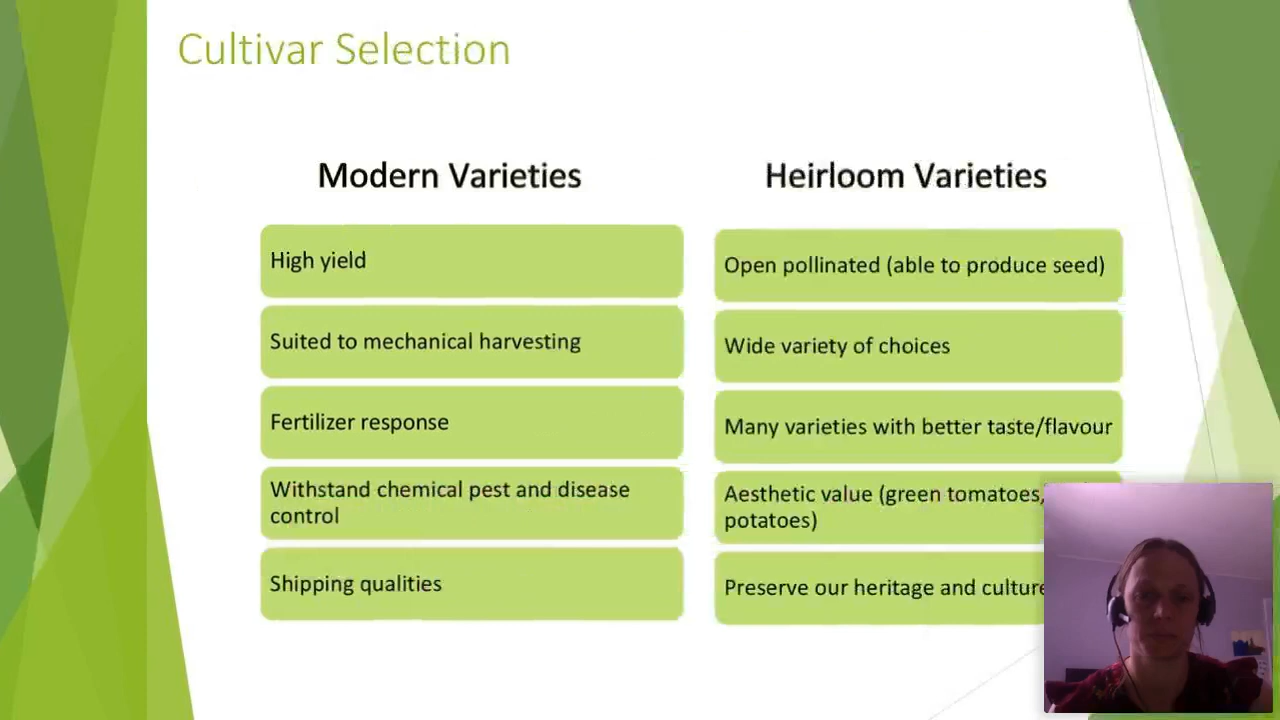 Cultivar Selection
Modern Varieties
High yield
Suited to mechanical harvesting
Fertilizer response
Withstand chemical pest and disease
control
Shipping qualities
Heirloom Varieties
Open pollinated (able to produce seed)
Wide variety of choices
Many varieties with better taste/flavour
Aesthetic value (green tomatoes,
potatoes)
Preserve our heritage and culture